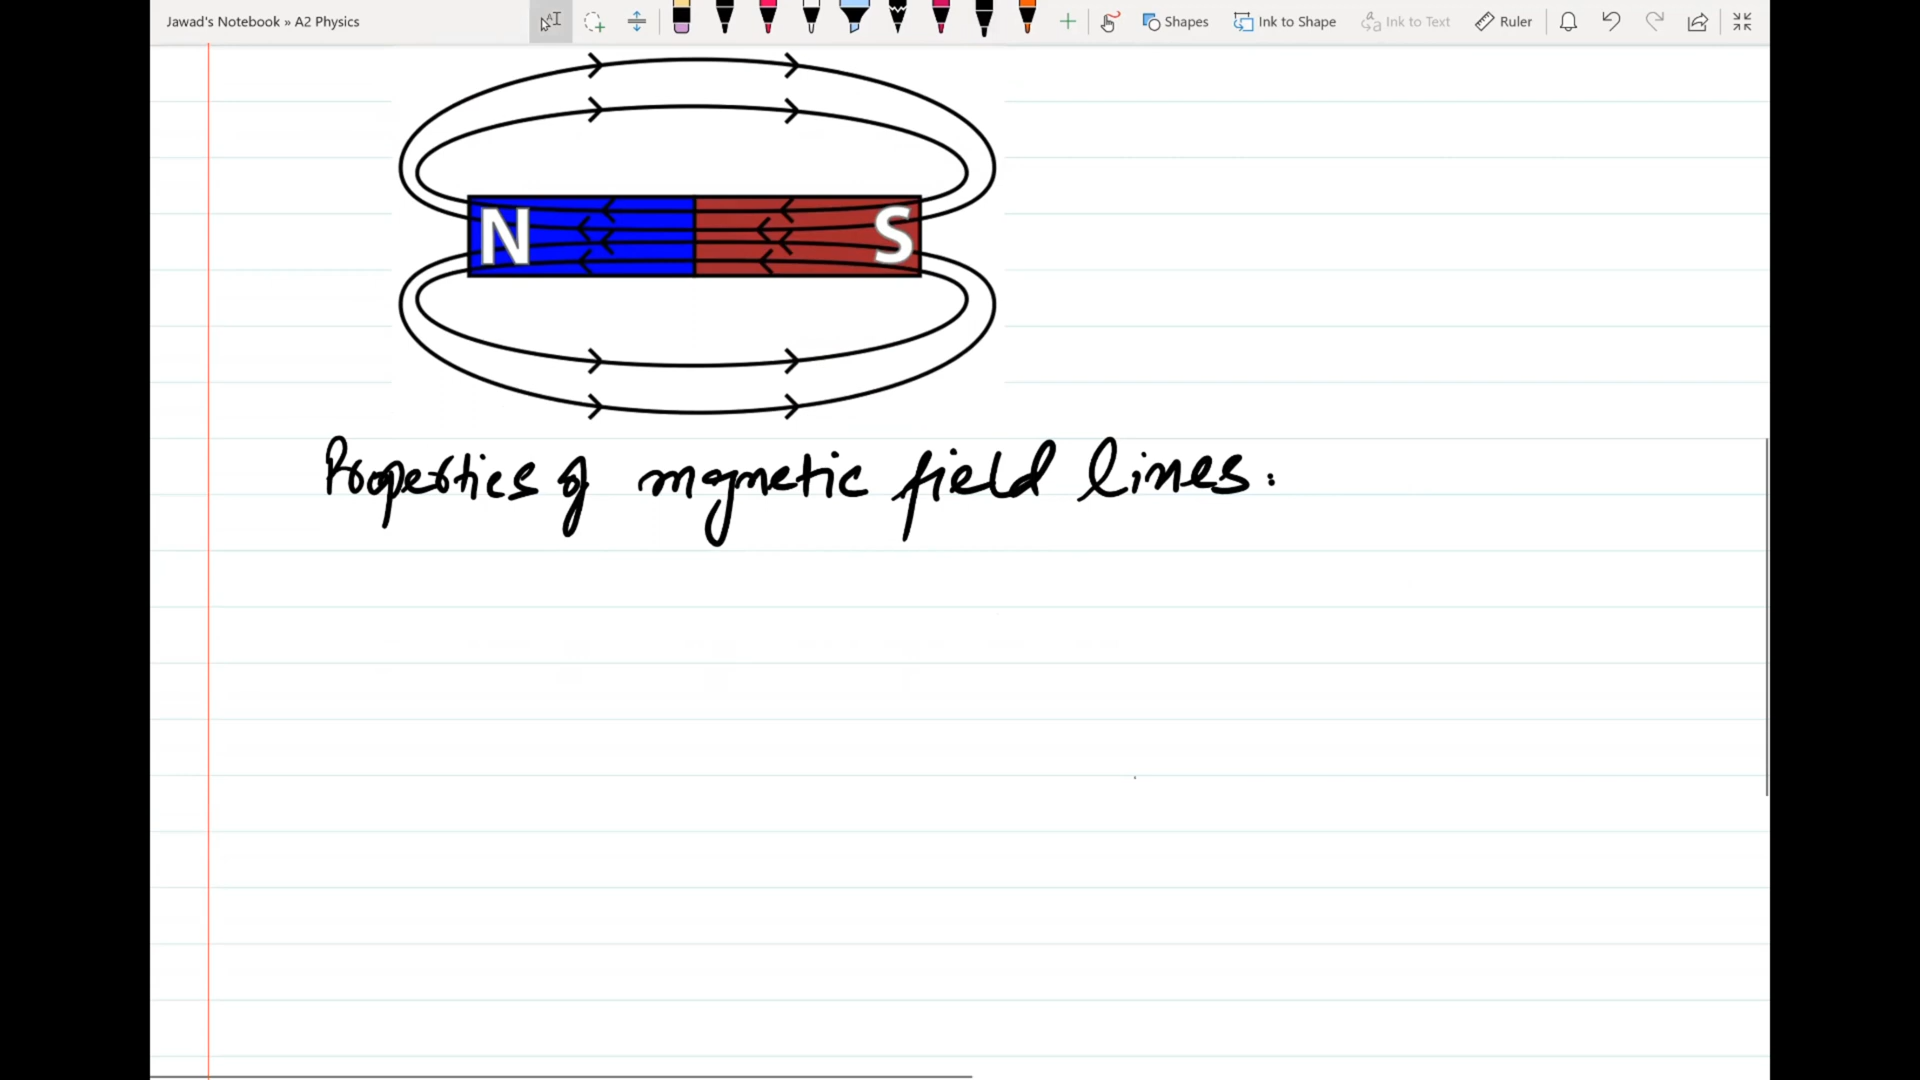 Jawad's Notebook » A2 Physics
Shapes Ink to Shape Ink to Text Ruler
N S
Properties of magnetic field lines: